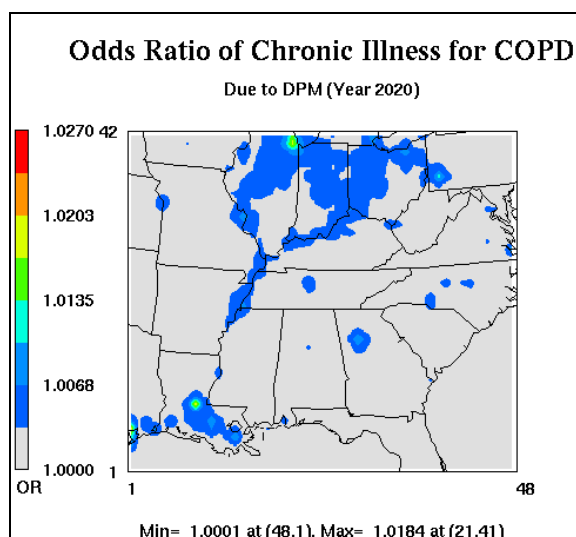 Odds Ratio of Chronic Illness for COPD
Due to DPM (Year 2020)
1.0270
1.0203
1.0135
1.0068
1.0000
OR
42
1
1
48
Min= 1.0001 at (48,1), Max= 1.0184 at (21,41)